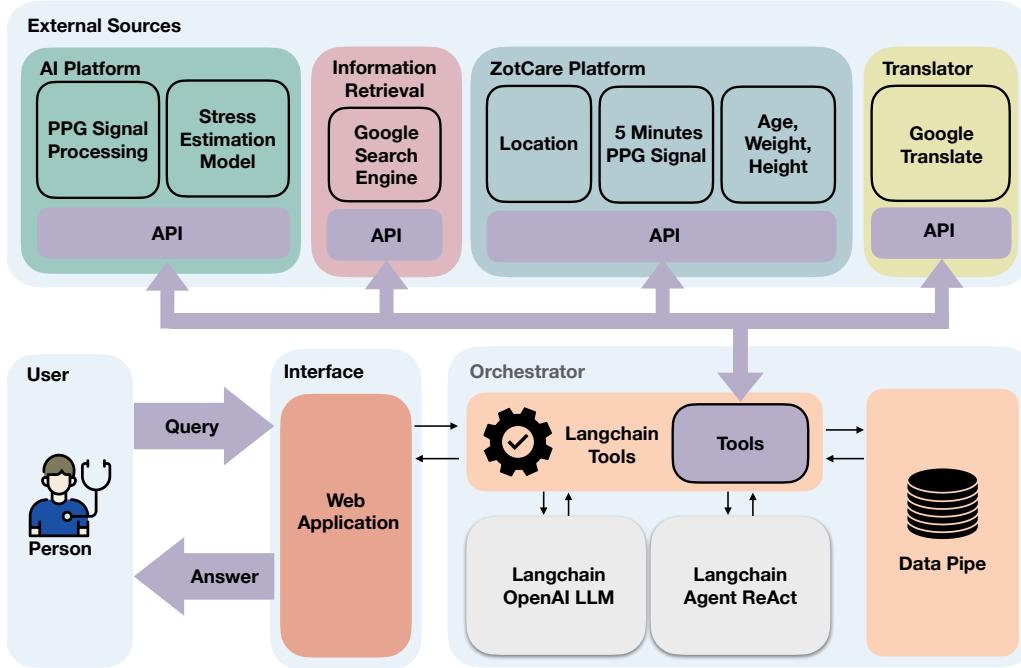 External Sources
AI Platform
PPG Signal
Processing
Stress
Estimation
Model
API
Information
Retrieval
Google
Search
Engine
API
ZotCare Platform
Location
5 Minutes
PPG Signal
Age,
Weight,
Height
API
Translator
Google
Translate
API
User
Person
Query
Answer
Interface
Web
Application
Orchestrator
Langchain
Tools
Tools
Langchain
OpenAI LLM
Langchain
Agent ReAct
Data Pipe